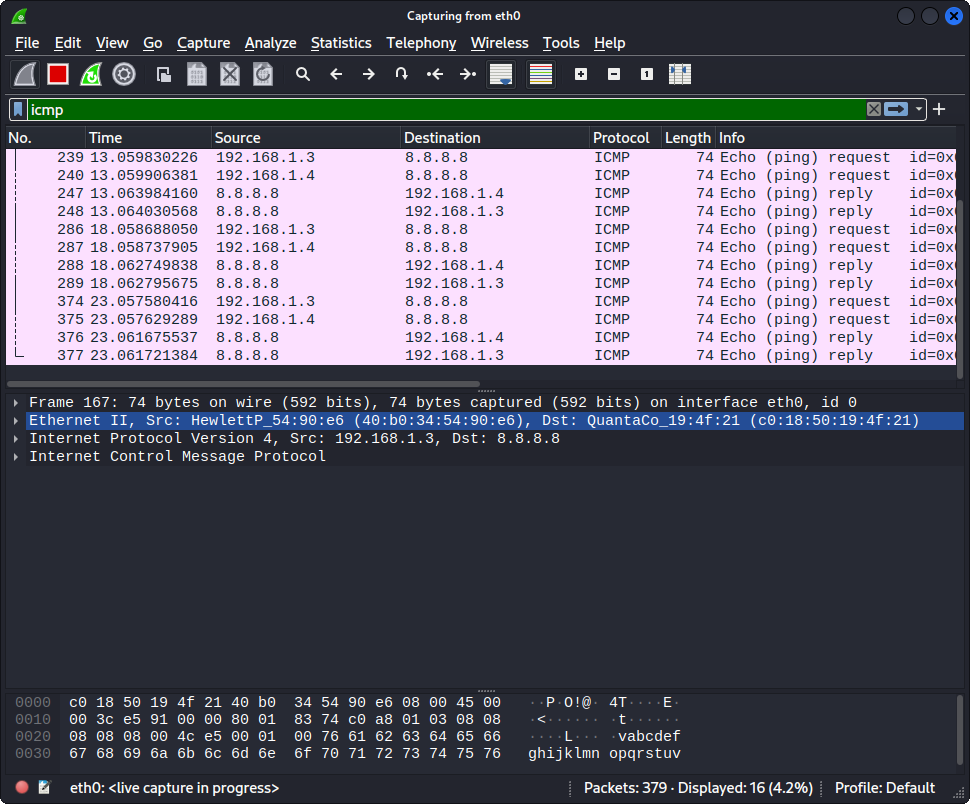 Capturing from eth0
File Edit View Go Capture Analyze Statistics Telephony Wireless Tools Help
icmp
No. Time Source Destination Protocol Length Info
239 13.059830226 192.168.1.3 8.8.8.8 ICMP 74 Echo (ping) request id=0x
240 13.059906381 192.168.1.4 8.8.8.8 ICMP 74 Echo (ping) request id=0x
247 13.063984160 8.8.8.8 192.168.1.4 ICMP 74 Echo (ping) reply id=0x
248 13.064030568 8.8.8.8 192.168.1.3 ICMP 74 Echo (ping) reply id=0x
286 18.058688050 192.168.1.3 8.8.8.8 ICMP 74 Echo (ping) request id=0x
287 18.058737905 192.168.1.4 8.8.8.8 ICMP 74 Echo (ping) request id=0x
288 18.062749838 8.8.8.8 192.168.1.4 ICMP 74 Echo (ping) reply id=0x
289 18.062795675 8.8.8.8 192.168.1.3 ICMP 74 Echo (ping) reply id=0x
374 23.057580416 192.168.1.3 8.8.8.8 ICMP 74 Echo (ping) request id=0x
375 23.057629289 192.168.1.4 8.8.8.8 ICMP 74 Echo (ping) request id=0x
376 23.061675537 8.8.8.8 192.168.1.4 ICMP 74 Echo (ping) reply id=0x
377 23.061721384 8.8.8.8 192.168.1.3 ICMP 74 Echo (ping) reply id=0x
Frame 167: 74 bytes on wire (592 bits), 74 bytes captured (592 bits) on interface eth0, id 0
Ethernet II, Src: HewlettP_54:90:e6 (40:b0:34:54:90:e6), Dst: QuantaCo_19:4f:21 (c0:18:50:19:4f:21)
Internet Protocol Version 4, Src: 192.168.1.3, Dst: 8.8.8.8
Internet Control Message Protocol
0000 c0 18 50 19 4f 21 40 b0 34 54 90 e6 08 00 45 00 ··P·O!@· 4T····E·
0010 00 3c e5 91 00 00 80 01 83 74 c0 a8 01 03 08 08 ·<······ ·t······
0020 08 08 08 00 4c e5 00 01 00 76 61 62 63 64 65 66 ····L··· ·vabcdef
0030 67 68 69 6a 6b 6c 6d 6e 6f 70 71 72 73 74 75 76 ghijklmn opqrstuv
eth0: <live capture in progress> Packets: 379 · Displayed: 16 (4.2%) Profile: Default